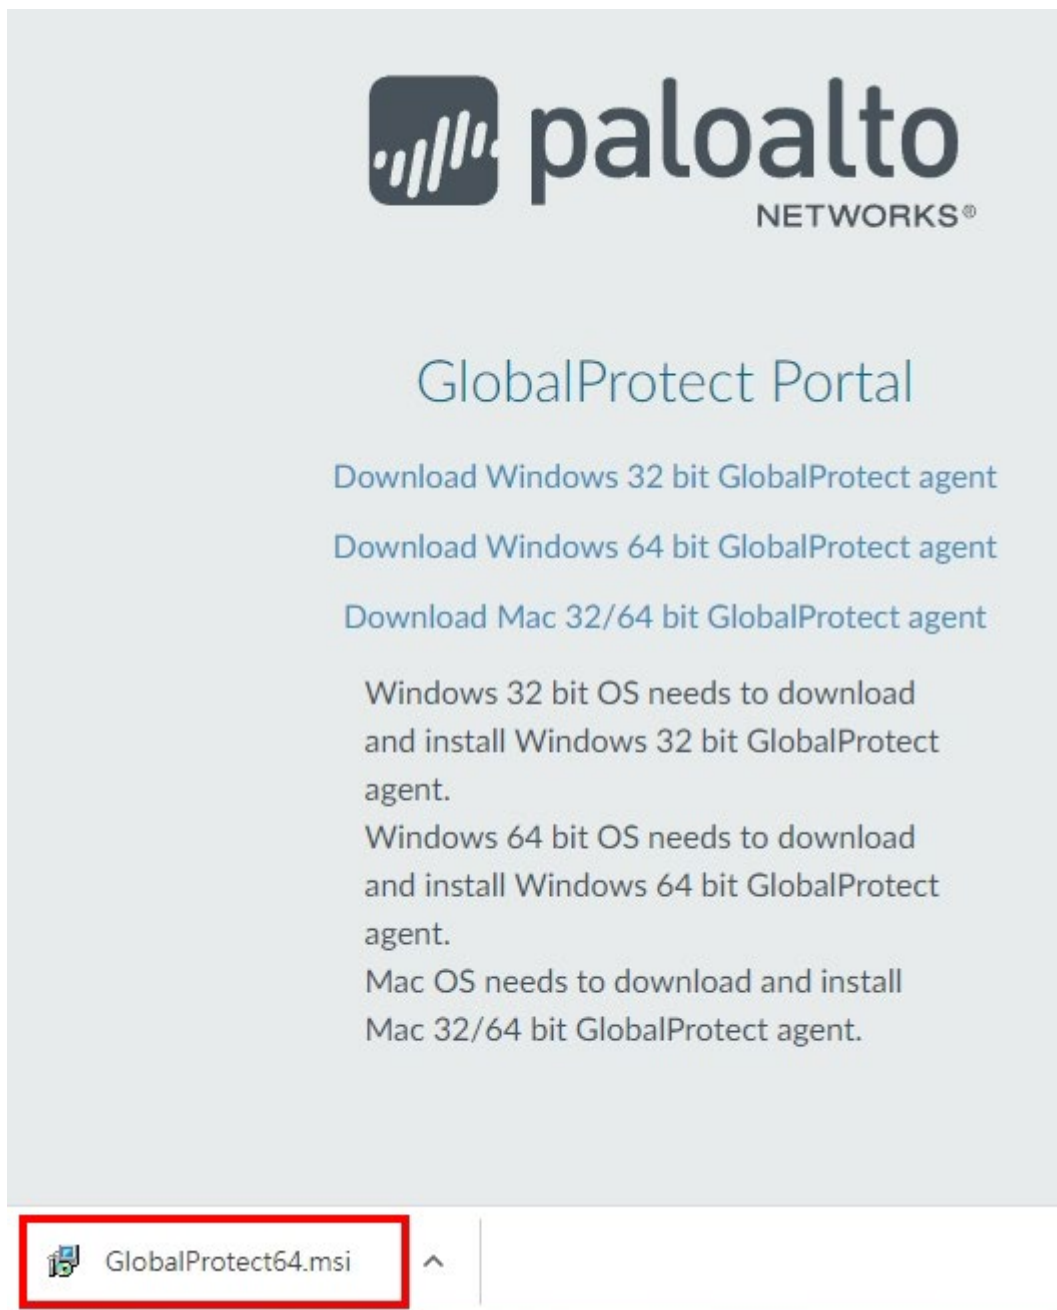 paloalto
NETWORKS®
GlobalProtect Portal
Download Windows 32 bit GlobalProtect agent
Download Windows 64 bit GlobalProtect agent
Download Mac 32/64 bit GlobalProtect agent
Windows 32 bit OS needs to download
and install Windows 32 bit GlobalProtect
agent.
Windows 64 bit OS needs to download
and install Windows 64 bit GlobalProtect
agent.
Mac OS needs to download and install
Mac 32/64 bit GlobalProtect agent.
GlobalProtect64.msi